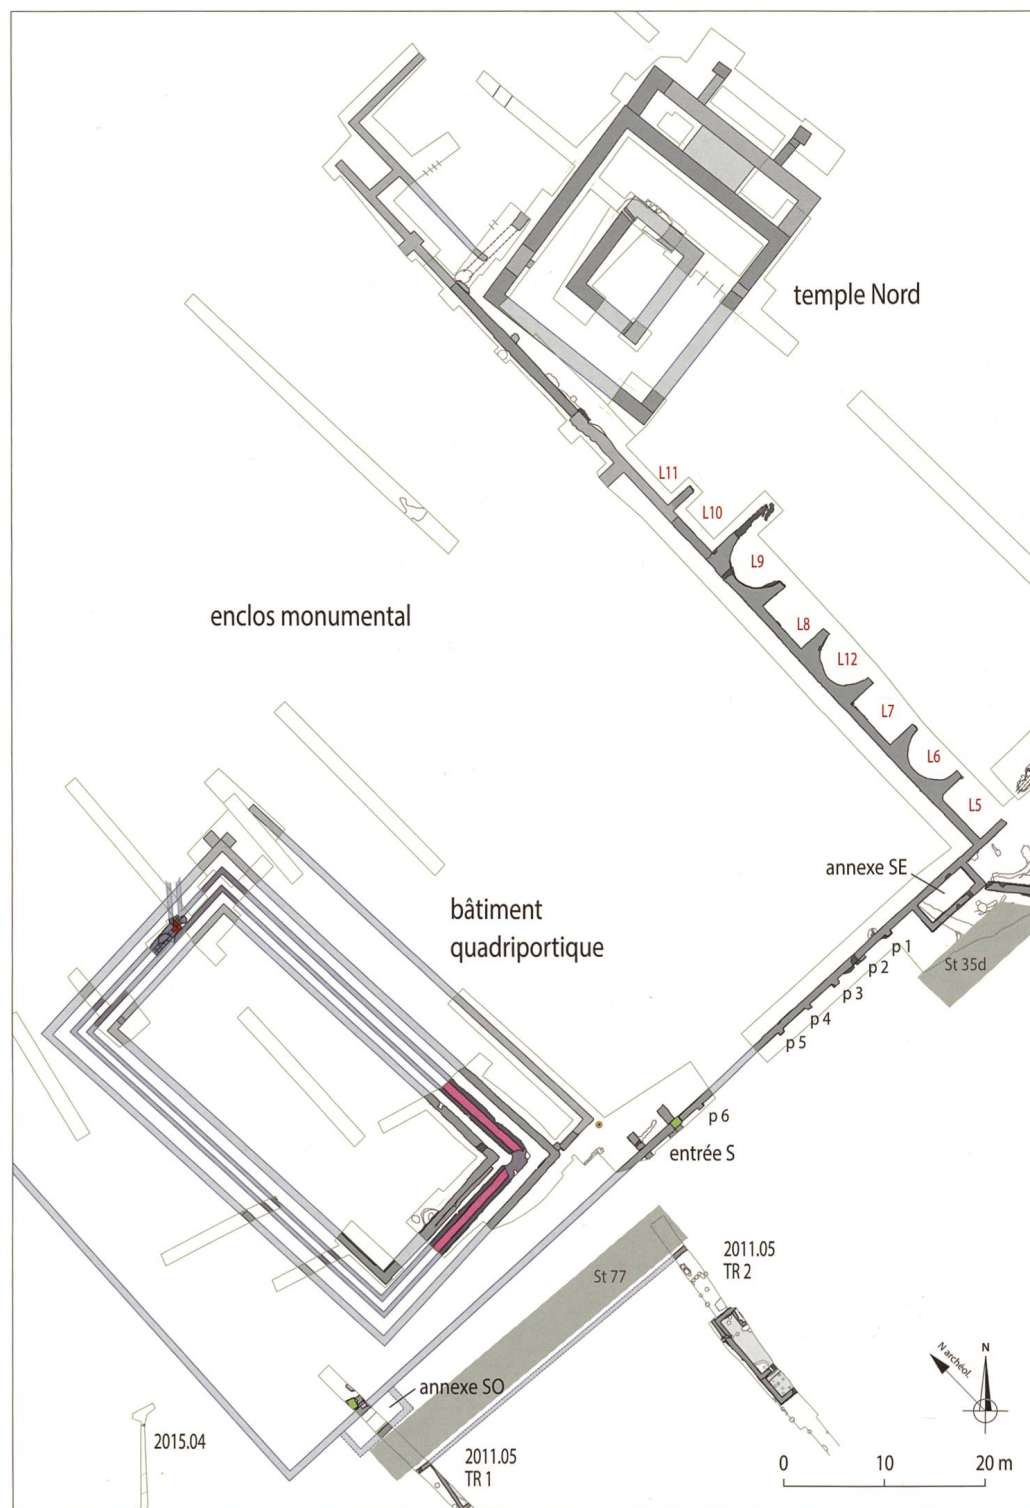 temple Nord
L11
L10
L9
enclos monumental
L8
L12
L7
L6
L5
annexe SE
bâtiment
quadriportique
p 1
p 2
St 35d
p 3
p 4
p 5
p 6
entrée S
2011.05
TR 2
St 77
N archéol.
N
annexe SO
2015.04
2011.05
TR 1
0 10 20 m